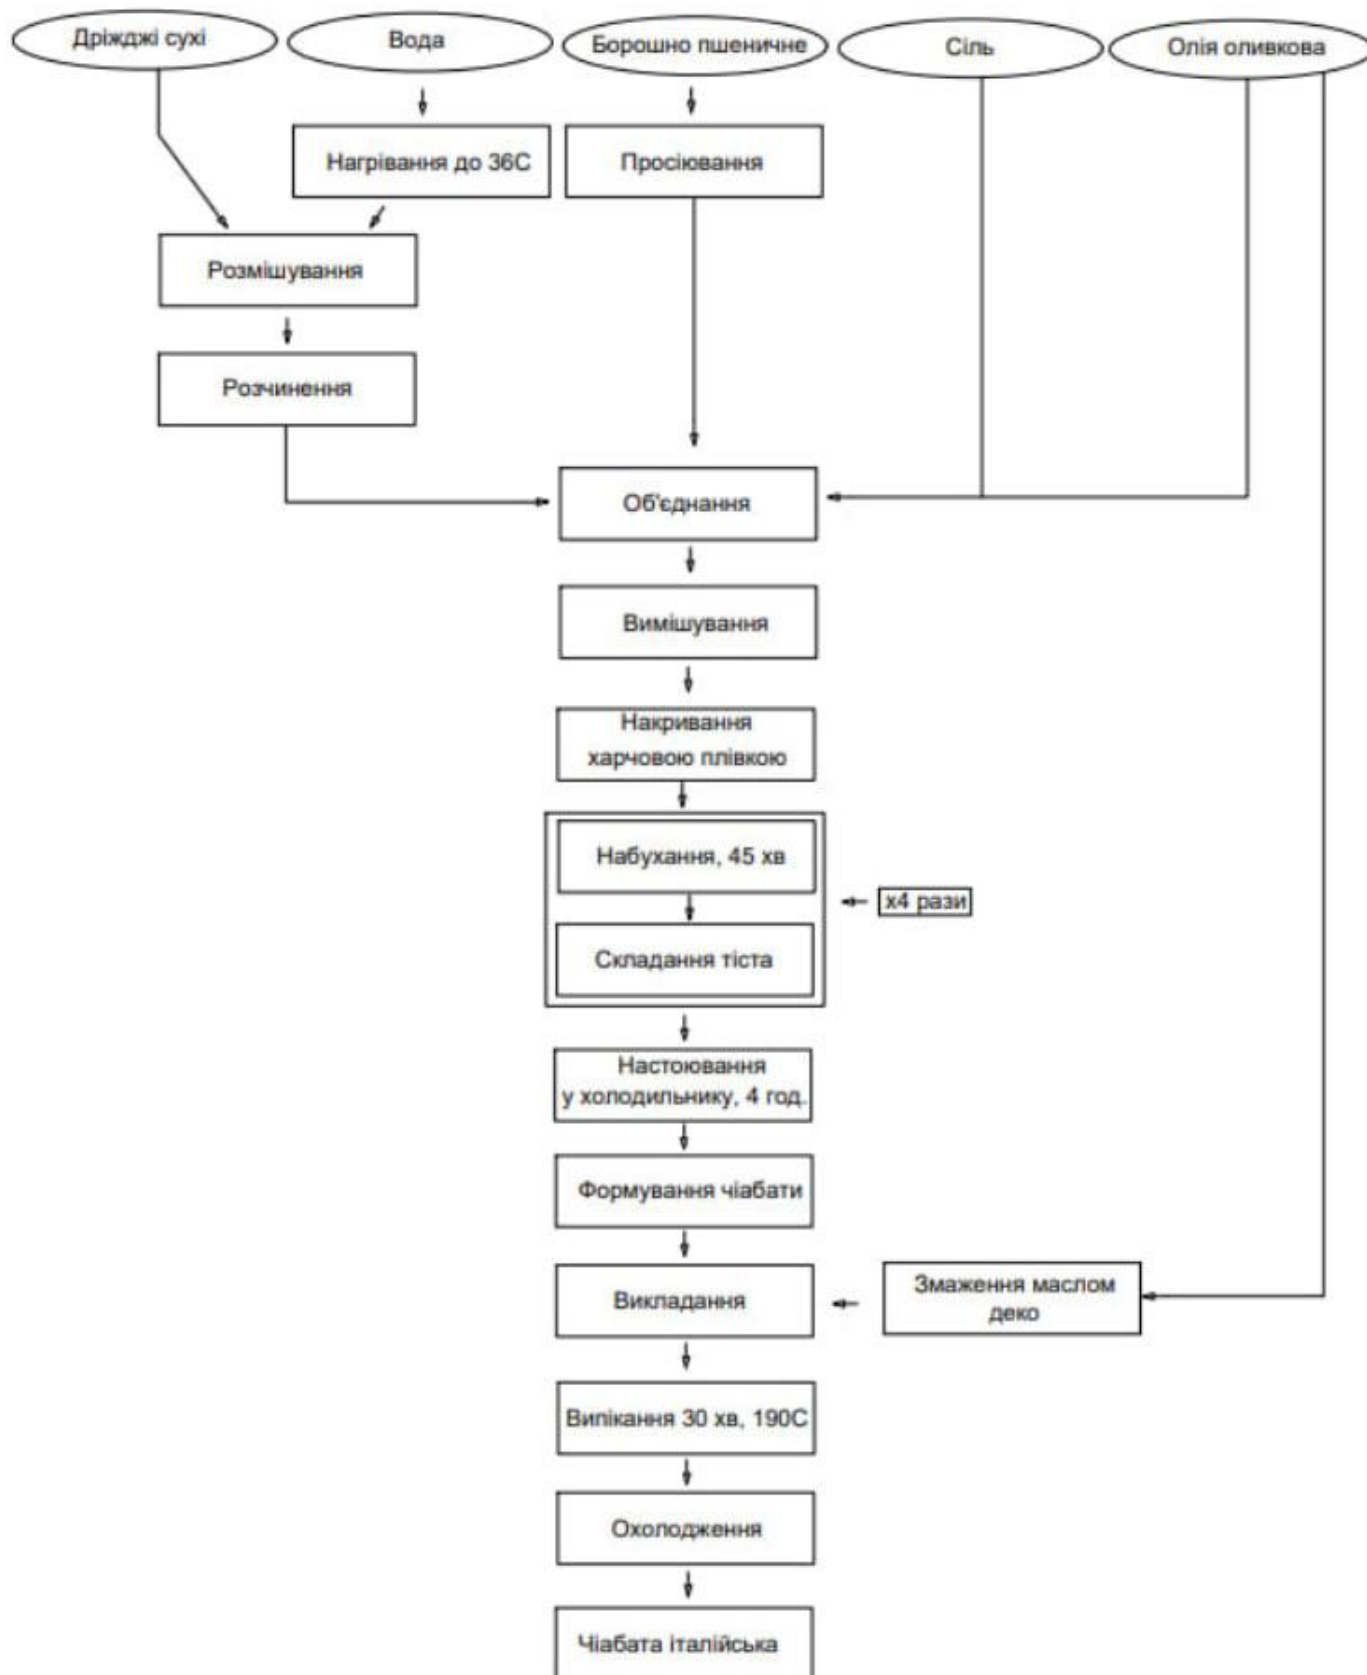 Дріжджі сухі
Вода
Борошно пшеничне
Сіль
Олія оливкова
Нагрівання до 36С
Просіювання
Розмішування
Розчинення
Об'єднання
Вимішування
Накривання
харчовою плівкою
Набухання, 45 хв
х4 рази
Складання тіста
Настоювання
у холодильнику, 4 год.
Формування чіабати
Викладання
Змаження маслом
деко
Випікання 30 хв, 190С
Охолодження
Чіабата італійська